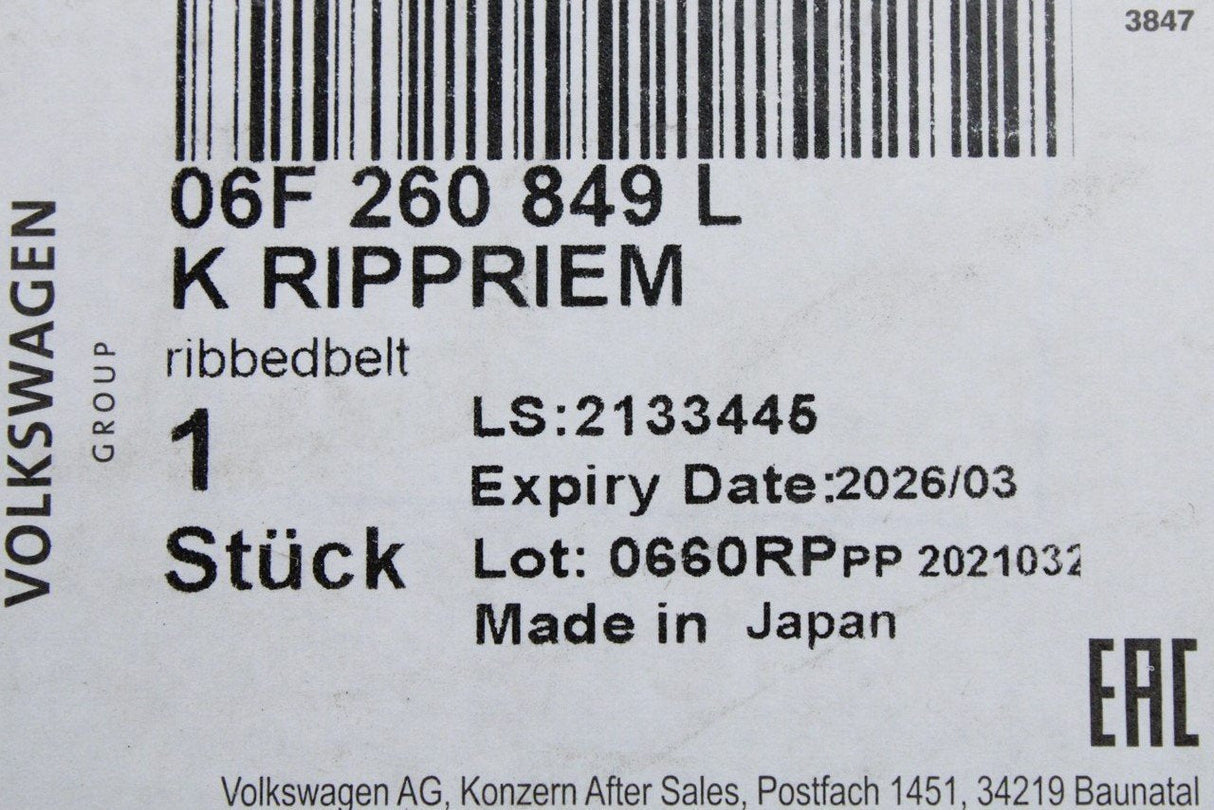 3847
06F 260 849 L
K RIPPRIEM
ribbedbelt
1
Stück
LS:2133445
Expiry Date:2026/03
Lot: 0660RPPP 2021032
Made in Japan
VOLKSWAGEN
GROUP
EAC
Volkswagen AG, Konzern After Sales, Postfach 1451, 34219 Baunatal